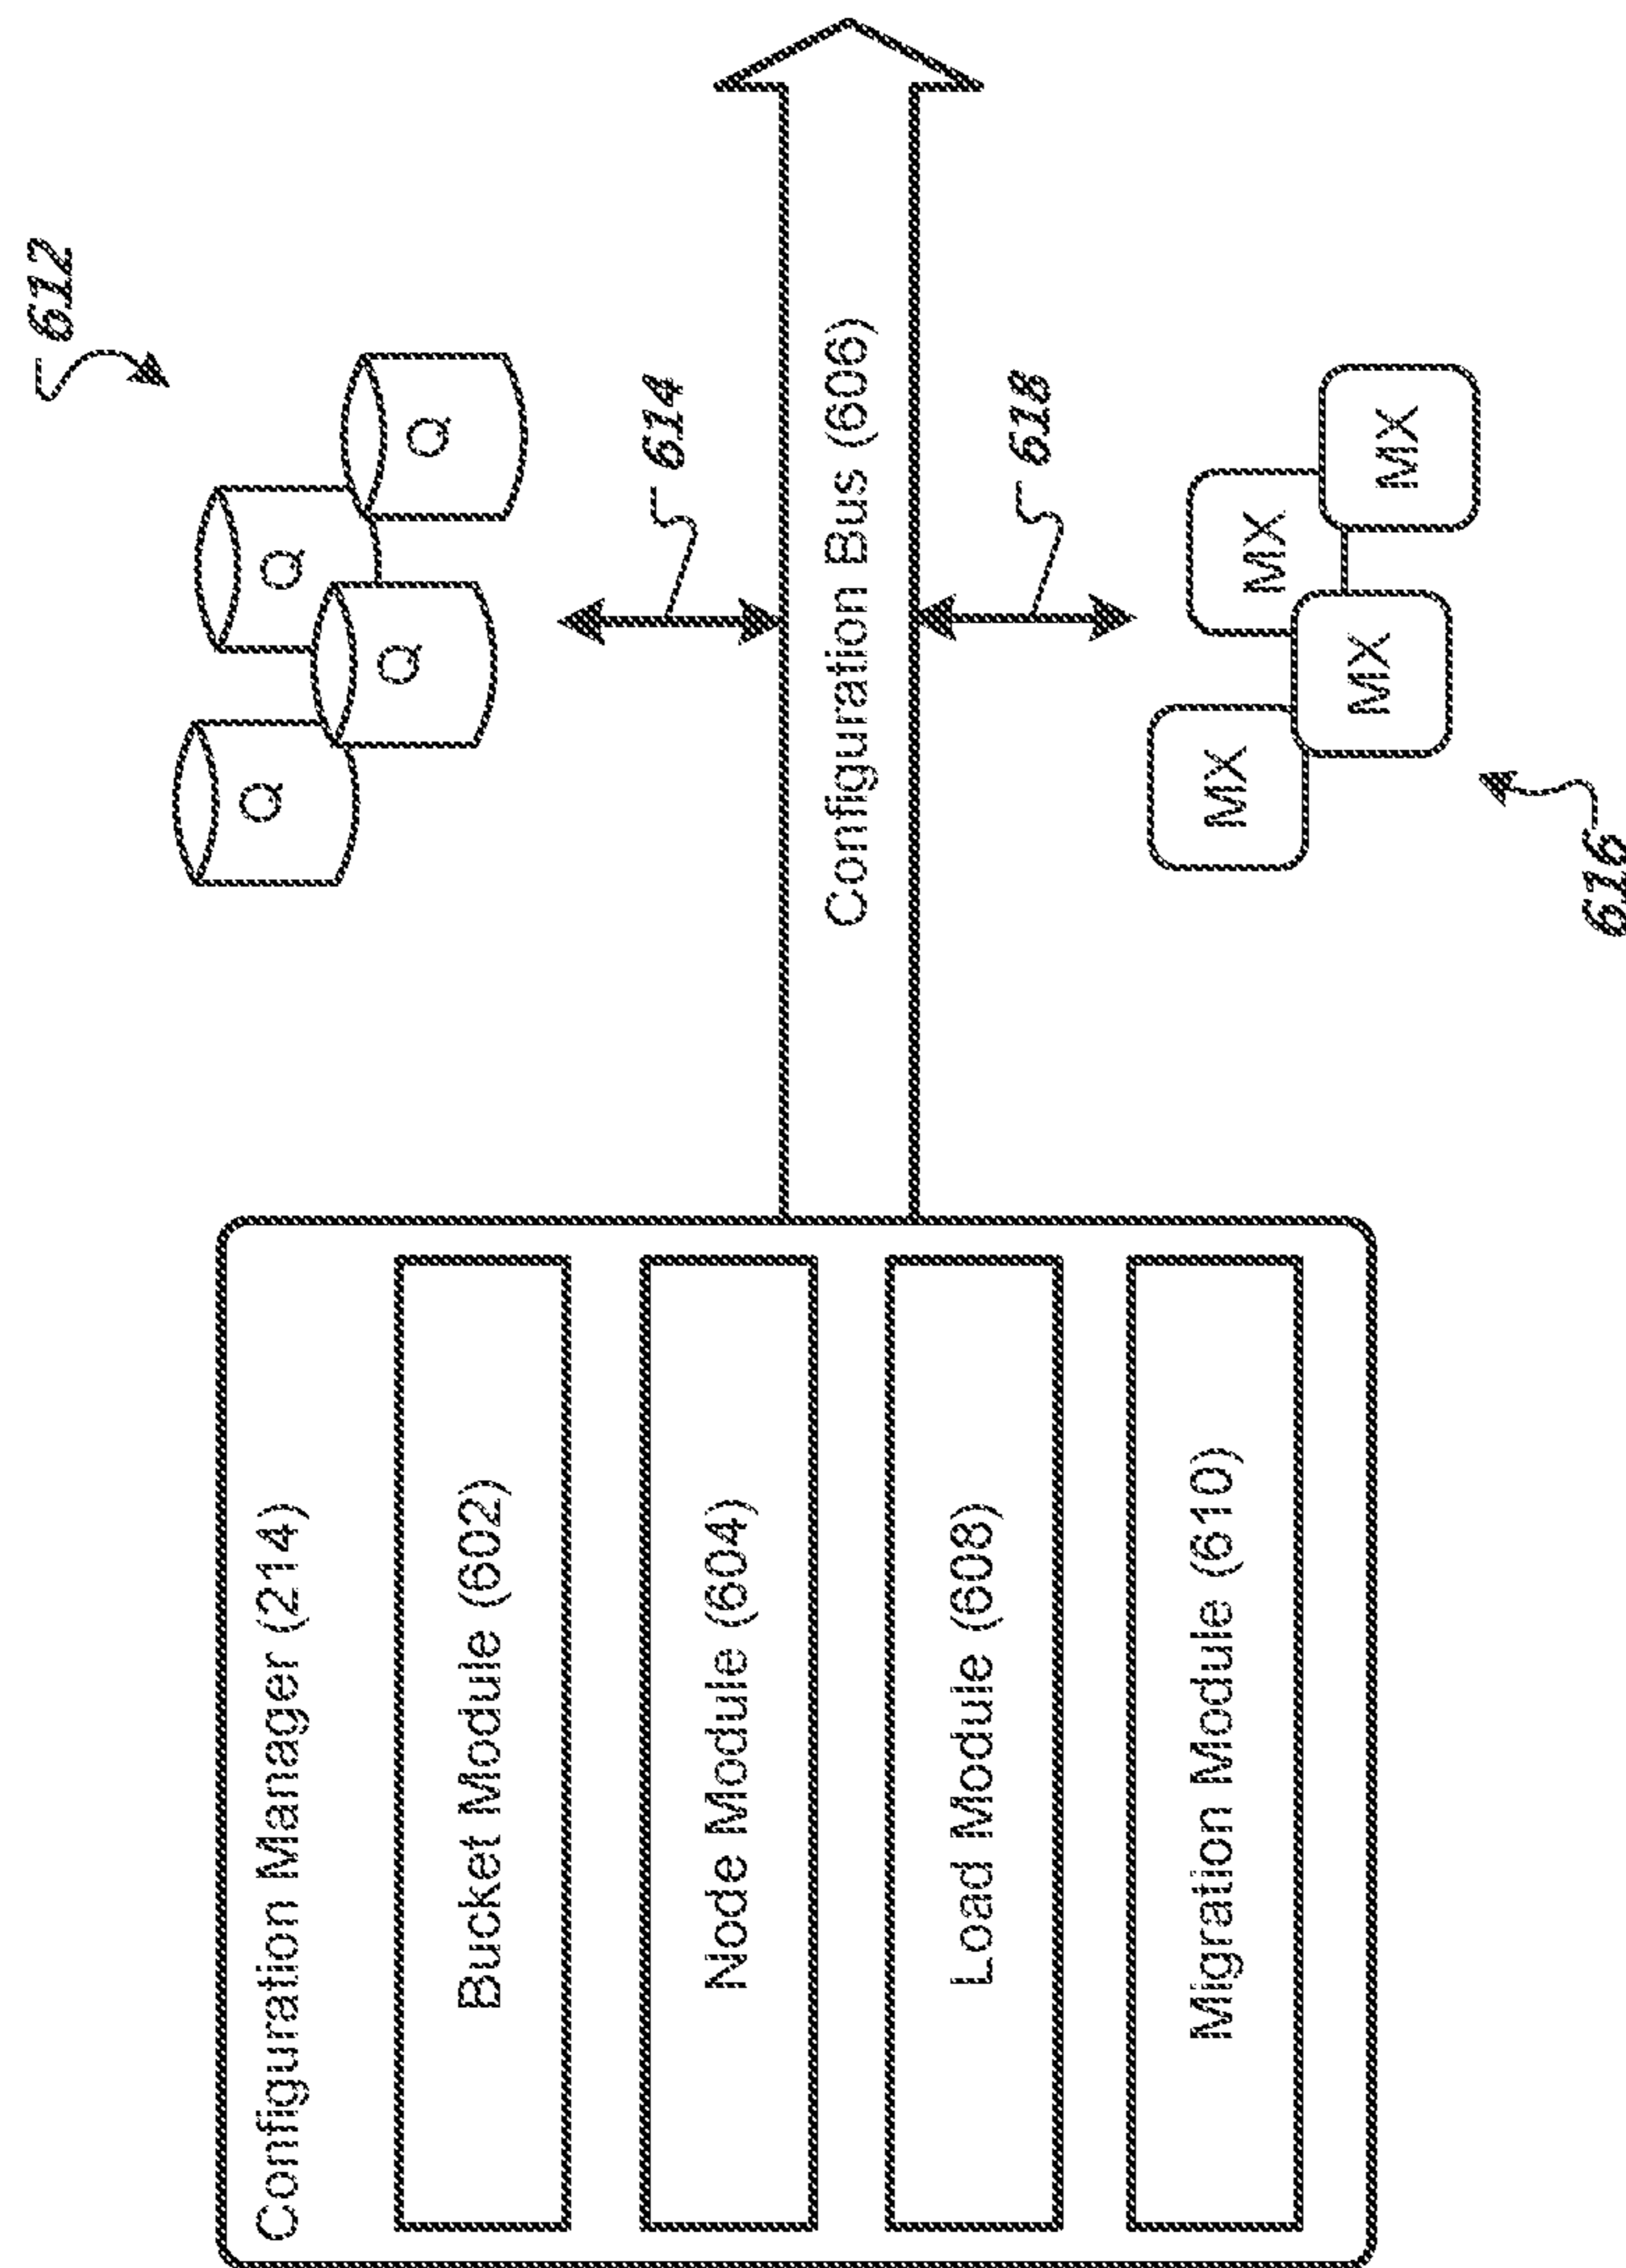 Configuration Manager (214)
Bucket Module (602)
Node Module (604)
Load Module (608)
Migration Module (610)
612
Q
Q
Q
Q
614
Configuration Bus (606)
618
MX
MX
MX
MX
616